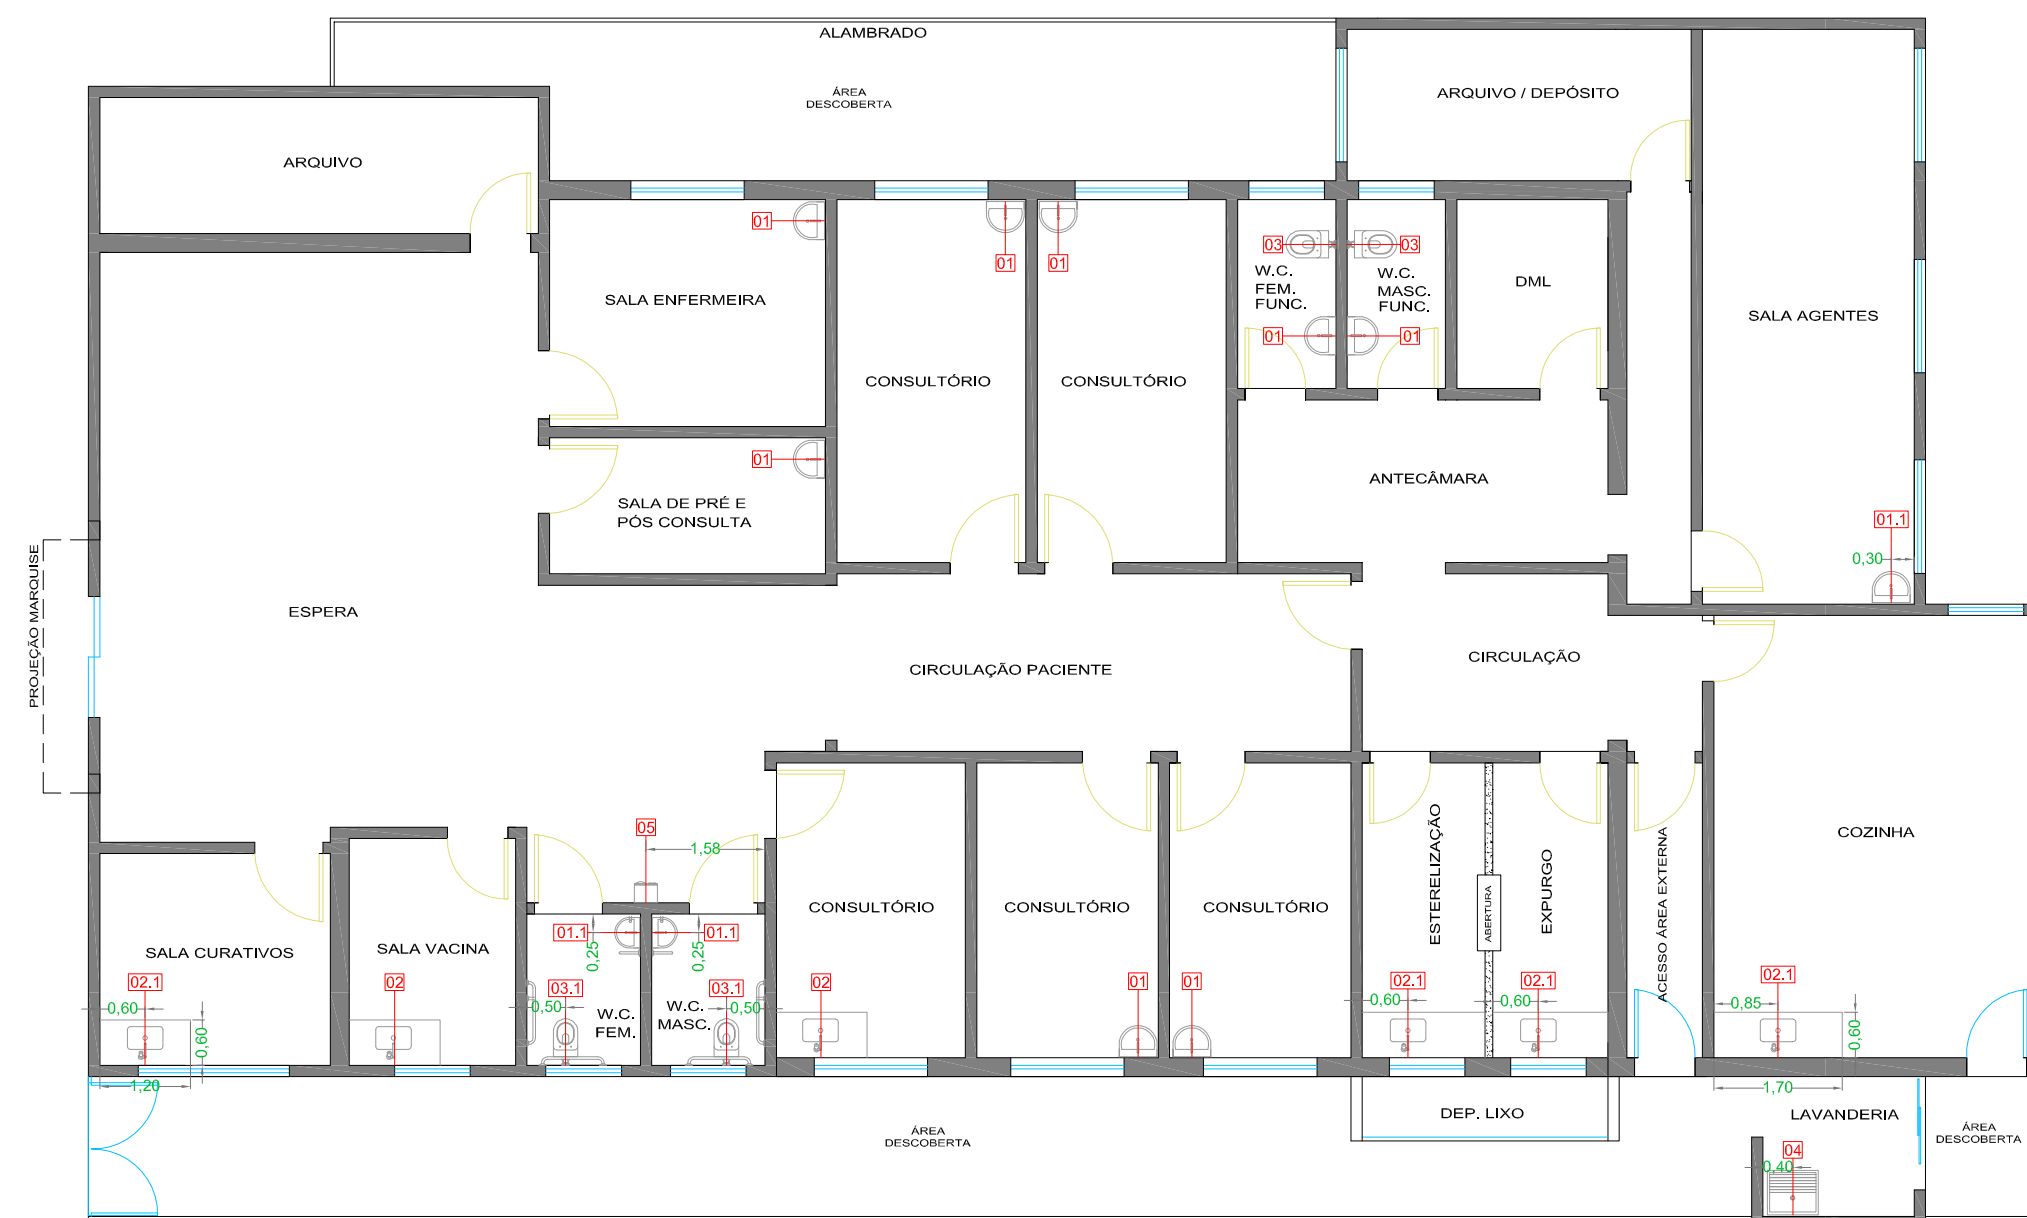 ALAMBRADO
ÁREA
DESCOBERTA
ARQUIVO / DEPÓSITO
ARQUIVO
01
01
01
03
03
W.C.
FEM.
FUNC.
W.C.
MASC.
FUNC.
DML
SALA ENFERMEIRA
SALA AGENTES
01
01
CONSULTÓRIO
CONSULTÓRIO
01
ANTECÂMARA
SALA DE PRÉ E
PÓS CONSULTA
01.1
0,30
PROJEÇÃO MARQUISE
ESPERA
CIRCULAÇÃO PACIENTE
CIRCULAÇÃO
05
1,58
COZINHA
ESTERELIZAÇÃO
ABERTURA
EXPURGO
ACESSO ÁREA EXTERNA
CONSULTÓRIO
CONSULTÓRIO
CONSULTÓRIO
SALA CURATIVOS
SALA VACINA
01.1
0,25
01.1
0,25
02.1
0,60
0,60
1,20
02
03.1
0,50
W.C.
FEM.
03.1
0,50
W.C.
MASC.
02
01
01
02.1
0,60
02.1
0,60
02.1
0,85
0,60
1,70
DEP. LIXO
LAVANDERIA
ÁREA
DESCOBERTA
ÁREA
DESCOBERTA
04
0,40